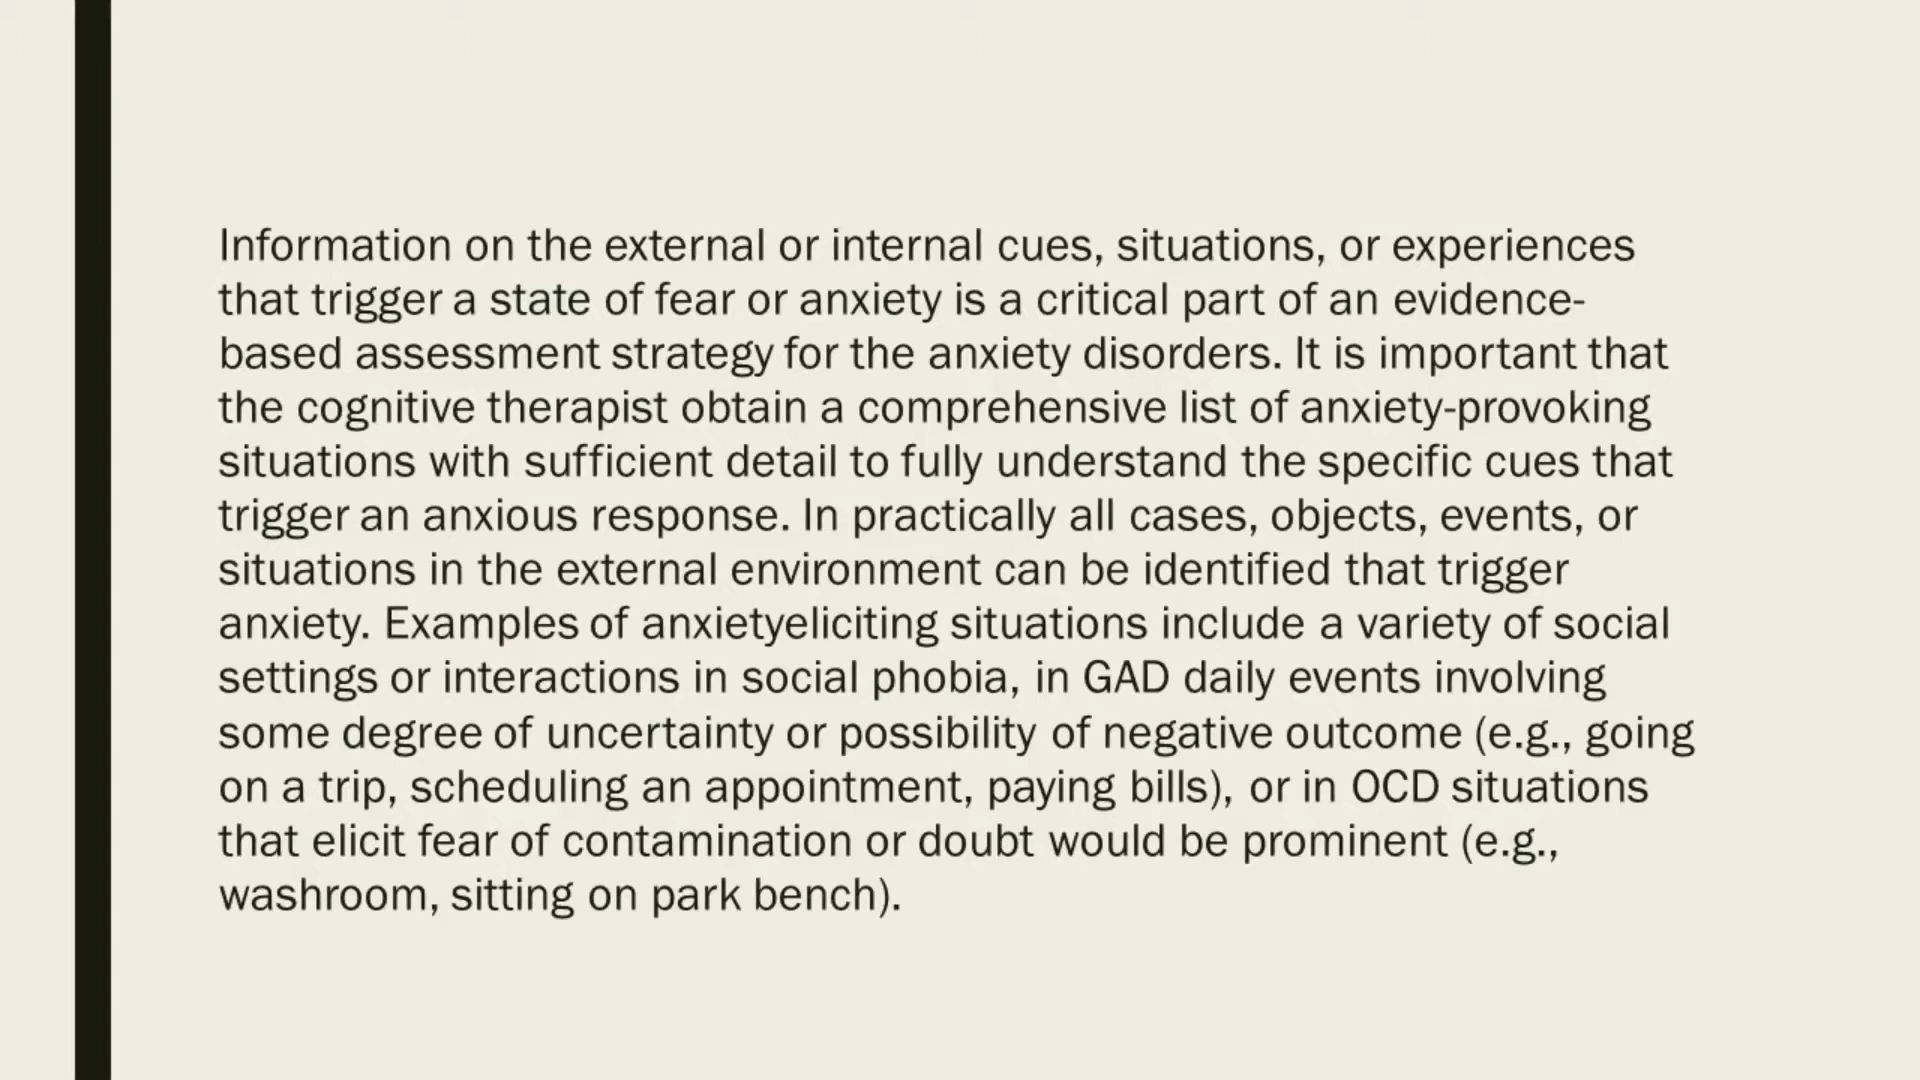 Information on the external or internal cues, situations, or experiences
that trigger a state of fear or anxiety is a critical part of an evidence-
based assessment strategy for the anxiety disorders. It is important that
the cognitive therapist obtain a comprehensive list of anxiety-provoking
situations with sufficient detail to fully understand the specific cues that
trigger an anxious response. In practically all cases, objects, events, or
situations in the external environment can be identified that trigger
anxiety. Examples of anxietyeliciting situations include a variety of social
settings or interactions in social phobia, in GAD daily events involving
some degree of uncertainty or possibility of negative outcome (e.g., going
on a trip, scheduling an appointment, paying bills), or in OCD situations
that elicit fear of contamination or doubt would be prominent (e.g.,
washroom, sitting on park bench).